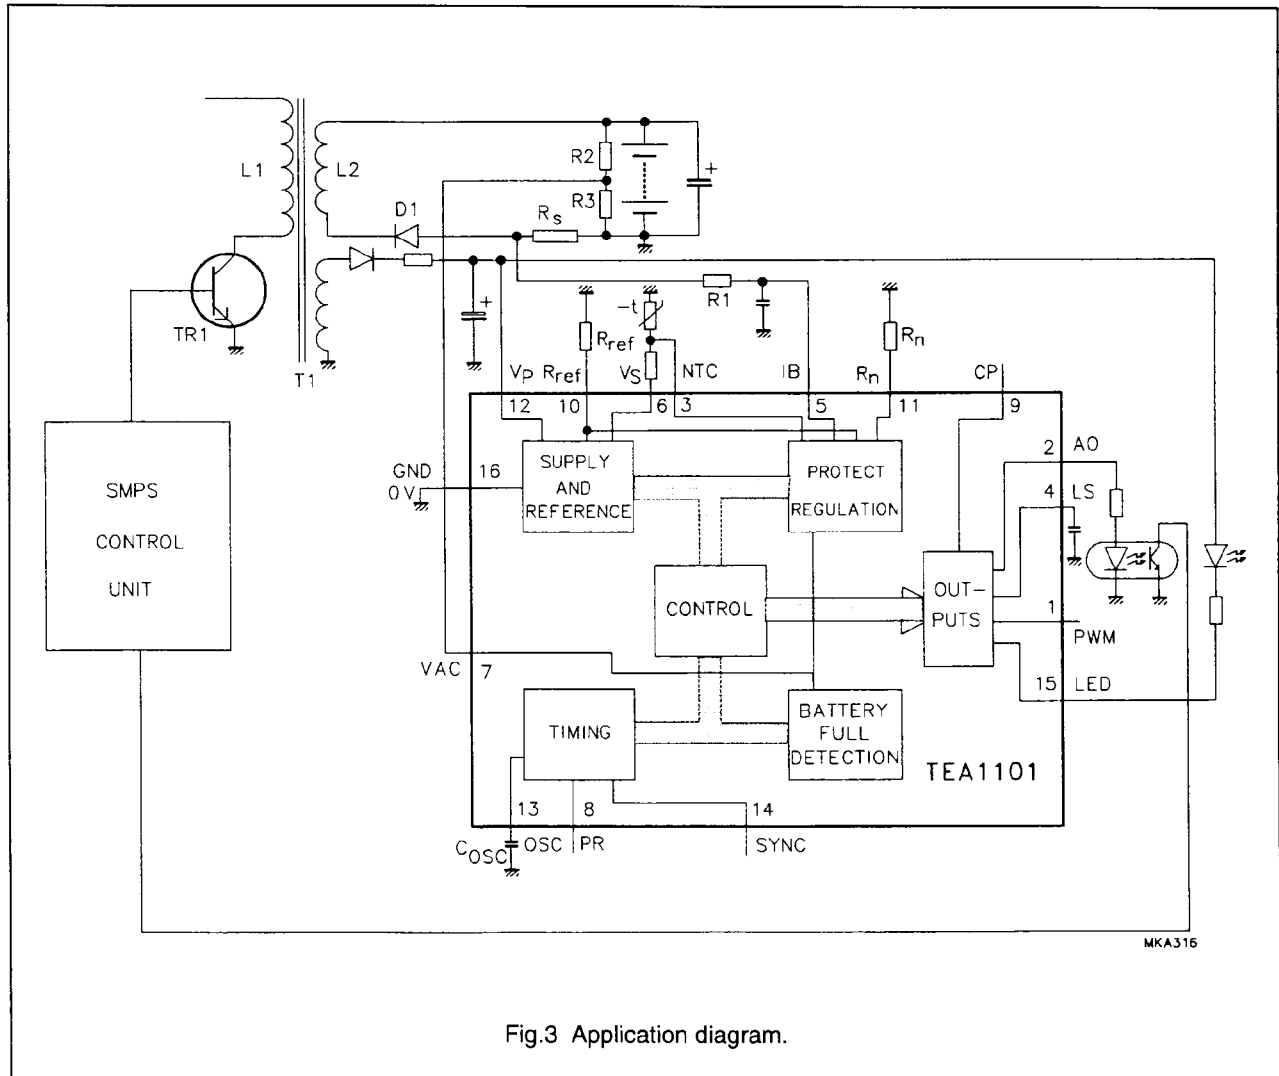 L1
L2
R2
R3
D1
Rs
+
+
-t
R1
TR1
T1
Rref
Rn
VP
Rref
VS
NTC
IB
Rn
CP
12
10
6
3
5
11
9
GND
0V
16
SUPPLY
AND
REFERENCE
PROTECT
REGULATION
2
AO
4
LS
SMPS
CONTROL
UNIT
CONTROL
OUT-
PUTS
1
PWM
VAC
7
15
LED
TIMING
BATTERY
FULL
DETECTION
TEA1101
13
8
14
COSC
OSC
PR
SYNC
MKA316
Fig.3 Application diagram.